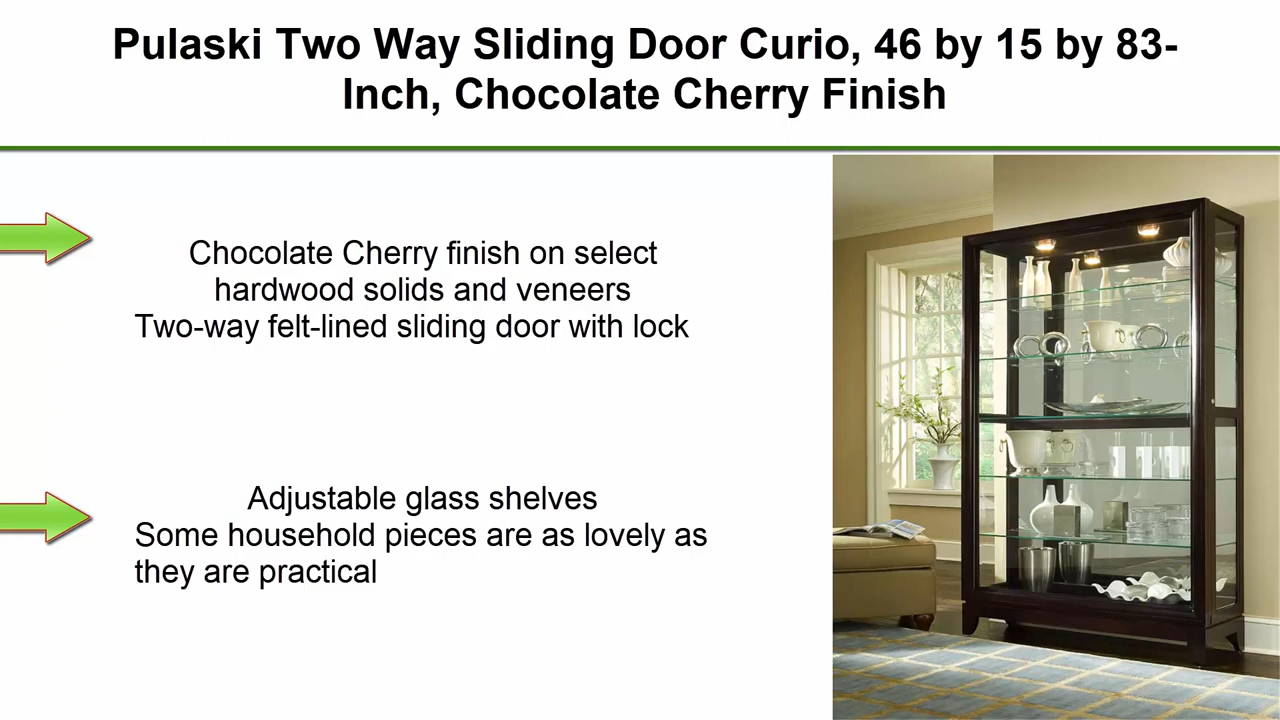 Pulaski Two Way Sliding Door Curio, 46 by 15 by 83-
Inch, Chocolate Cherry Finish
Chocolate Cherry finish on select
hardwood solids and veneers
Two-way felt-lined sliding door with lock
Adjustable glass shelves
Some household pieces are as lovely as
they are practical